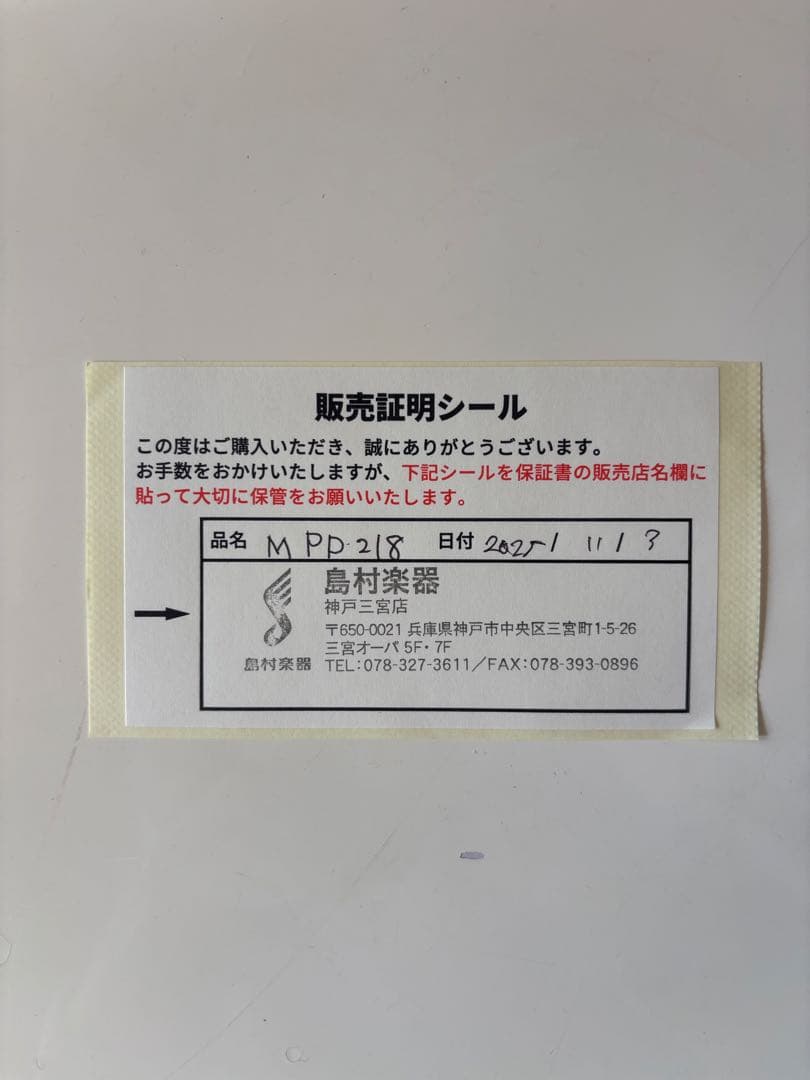 販売証明シール
この度はご購入いただき、誠にありがとうございます。
お手数をおかけいたしますが、下記シールを保証書の販売店名欄に
貼って大切に保管をお願いいたします。
品名 MPD218 日付 2025/11/3
島村楽器
神戸三宮店
〒650-0021 兵庫県神戸市中央区三宮町1-5-26
三宮オーパ 5F・7F
島村楽器 TEL:078-327-3611/FAX:078-393-0896